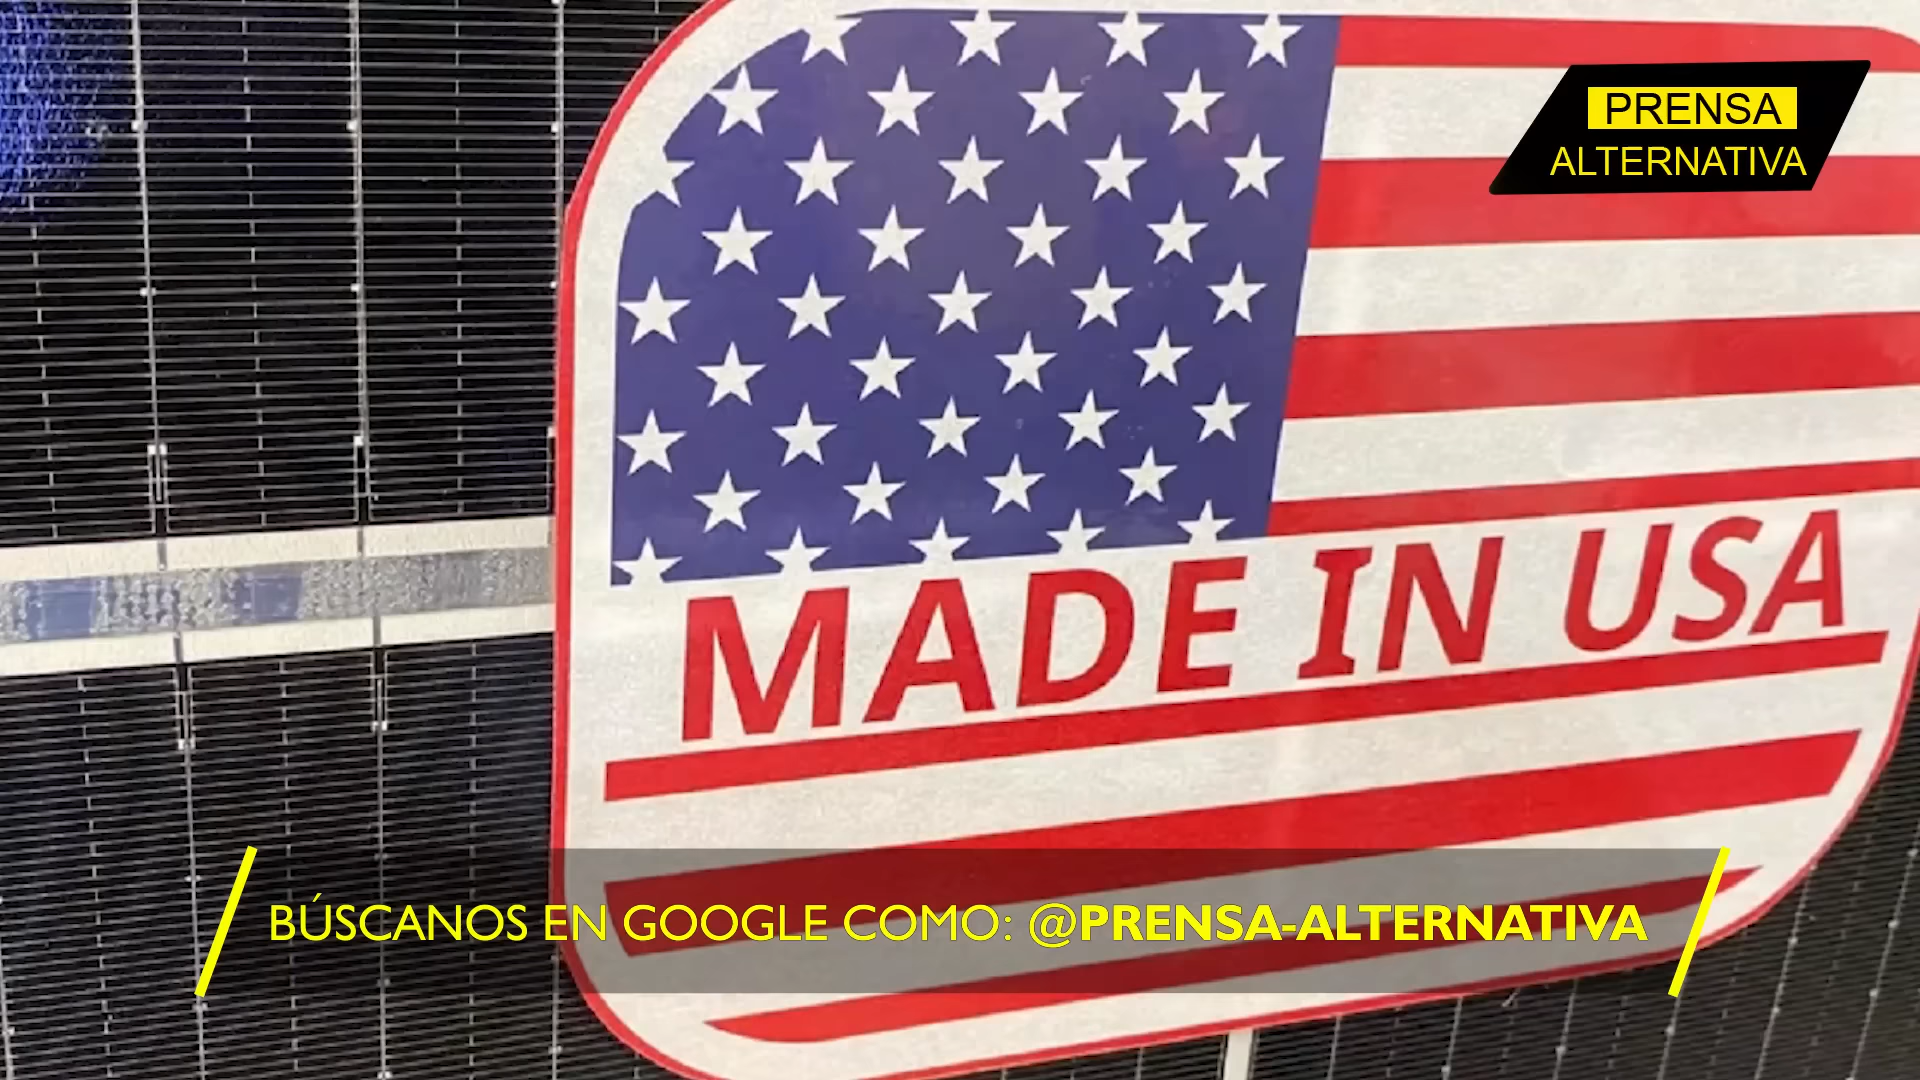 PRENSA
ALTERNATIVA
MADE IN USA
BÚSCANOS EN GOOGLE COMO: @PRENSA-ALTERNATIVA